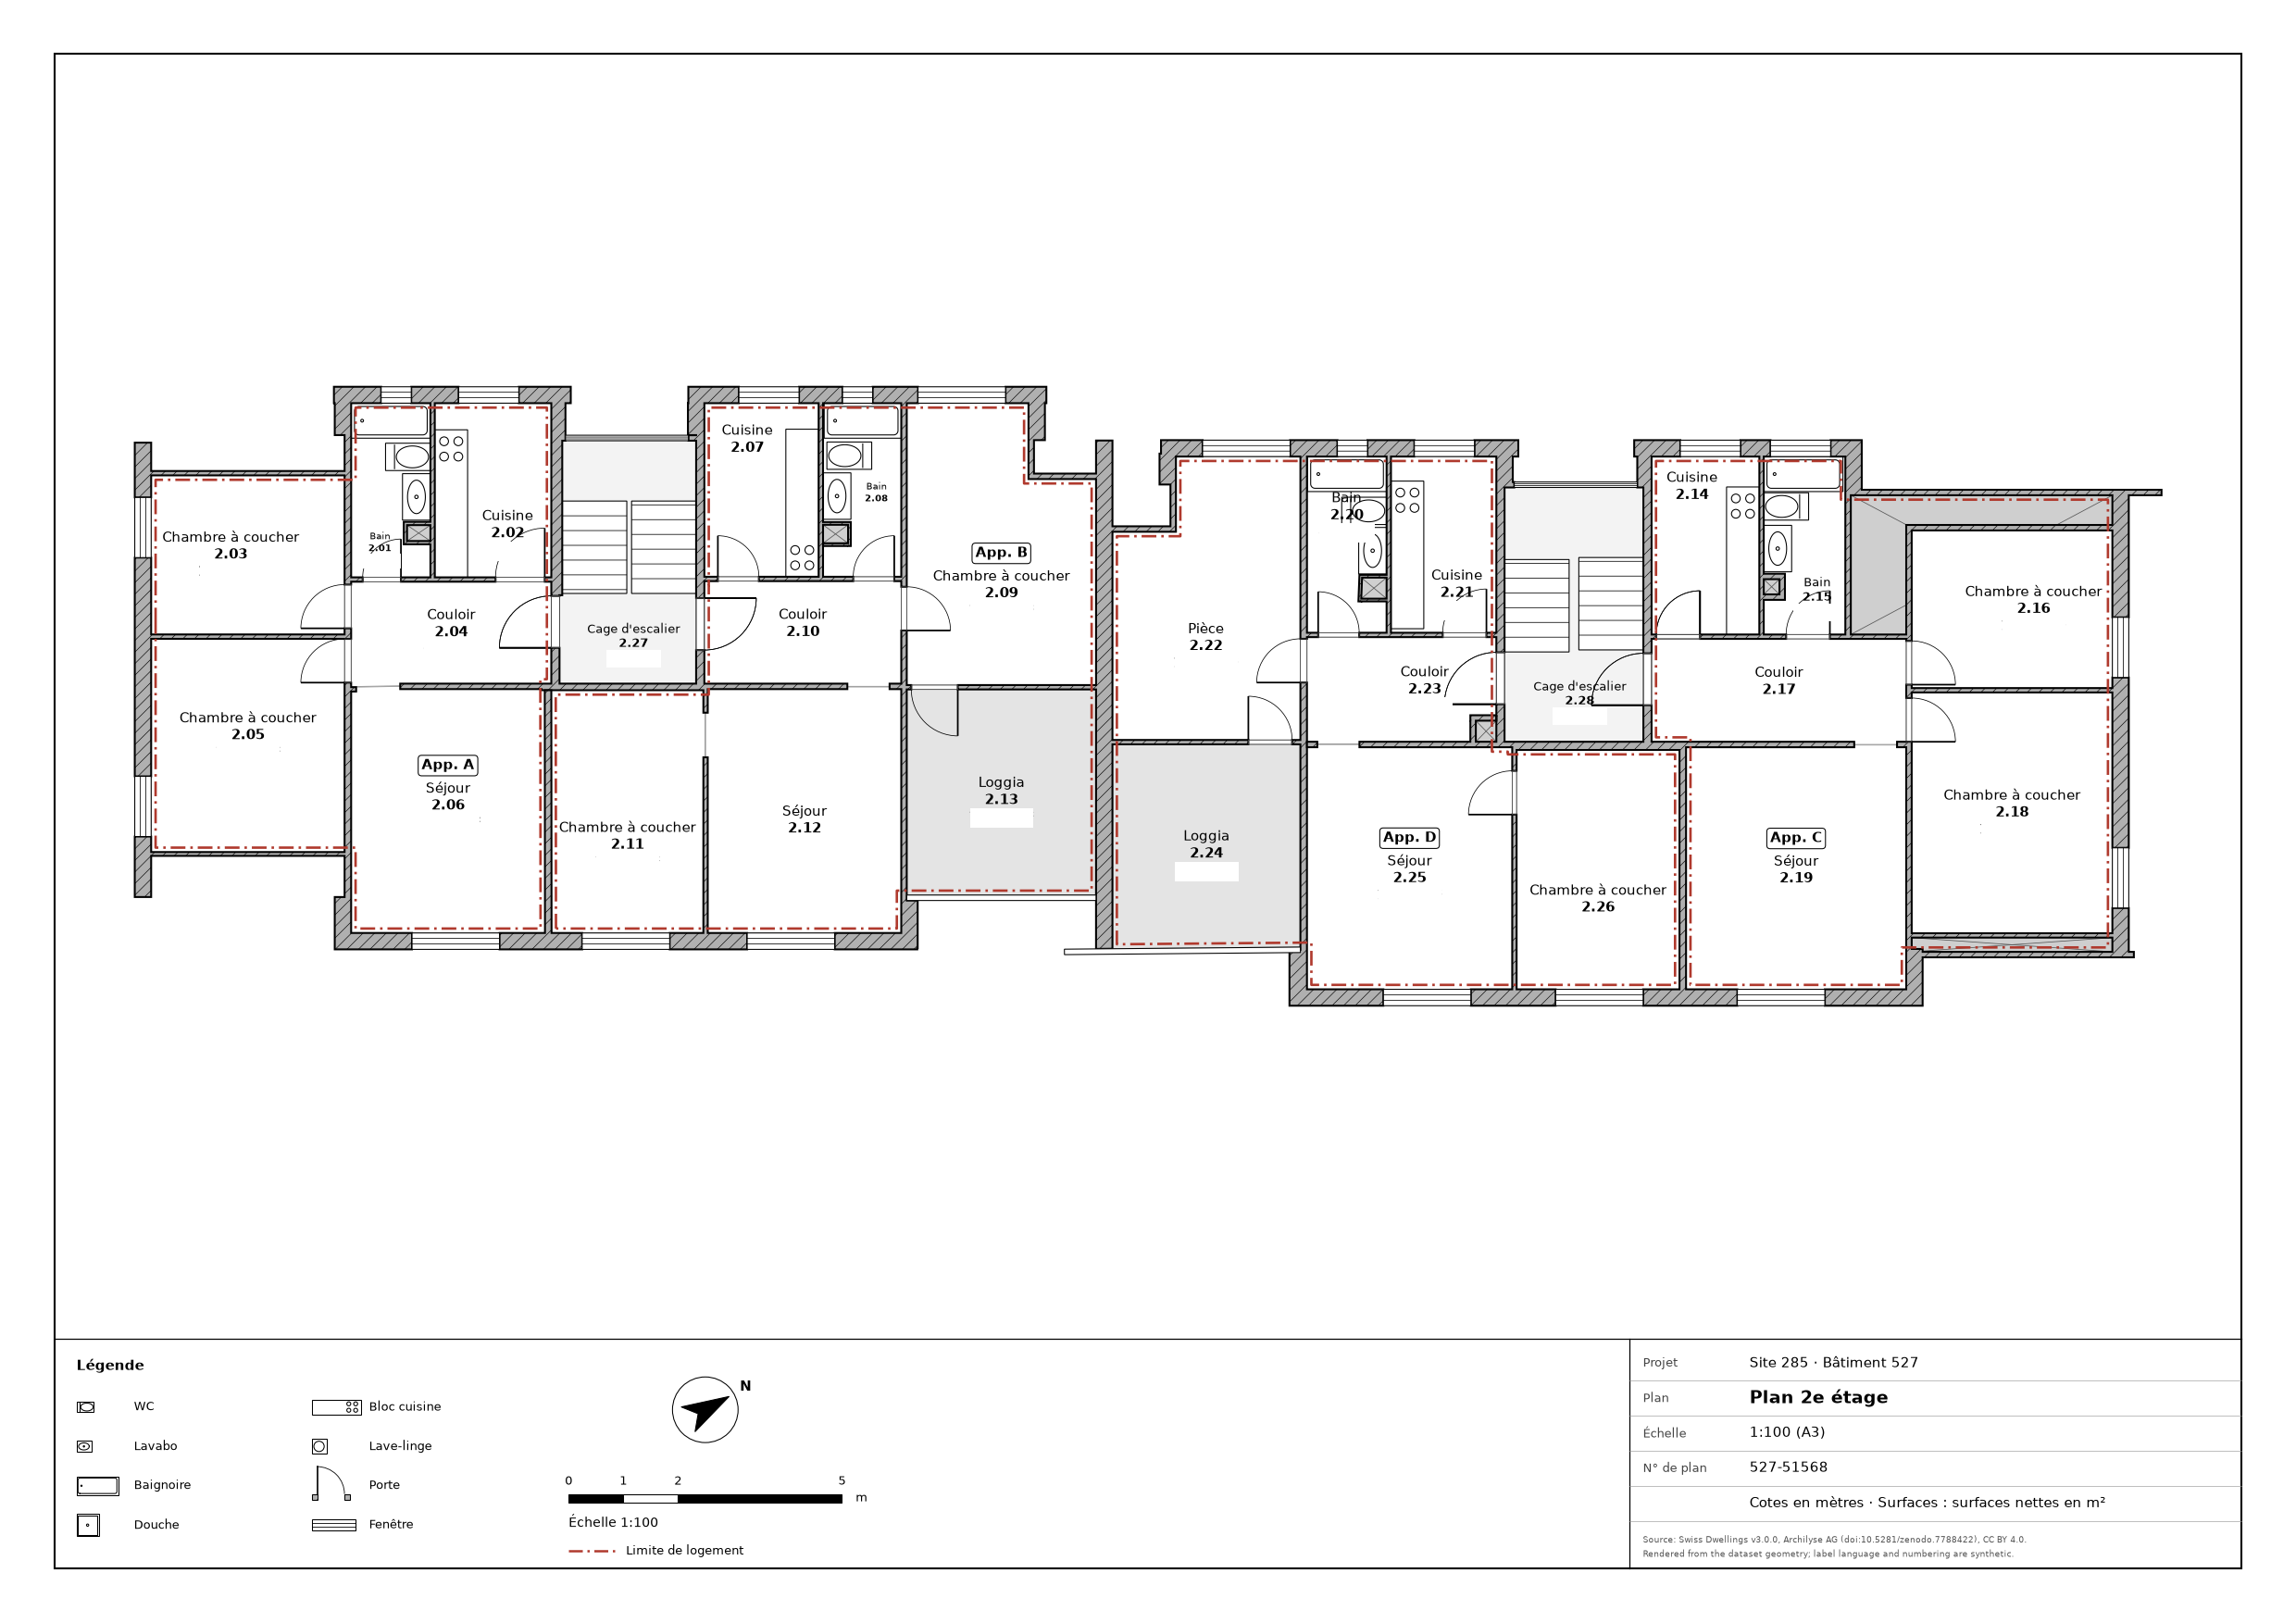 Cuisine
2.07
Bain
2.08
Cuisine
2.02
Bain
2.01
Chambre à coucher
2.03
App. B
Chambre à coucher
2.09
Couloir
2.04
Cage d'escalier
2.27
Couloir
2.10
Chambre à coucher
2.05
App. A
Séjour
2.06
Chambre à coucher
2.11
Séjour
2.12
Loggia
2.13
Cuisine
2.14
Bain
2.20
Cuisine
2.21
Bain
2.15
Chambre à coucher
2.16
Pièce
2.22
Couloir
2.23
Cage d'escalier
2.28
Couloir
2.17
Loggia
2.24
App. D
Séjour
2.25
Chambre à coucher
2.26
App. C
Séjour
2.19
Chambre à coucher
2.18
Légende
WC
Lavabo
Baignoire
Douche
Bloc cuisine
Lave-linge
Porte
Fenêtre
N
0 1 2 5
m
Échelle 1:100
Limite de logement
Projet Site 285 · Bâtiment 527
Plan Plan 2e étage
Échelle 1:100 (A3)
N° de plan 527-51568
Cotes en mètres · Surfaces : surfaces nettes en m²
Source: Swiss Dwellings v3.0.0, Archilyse AG (doi:10.5281/zenodo.7788422), CC BY 4.0.
Rendered from the dataset geometry; label language and numbering are synthetic.